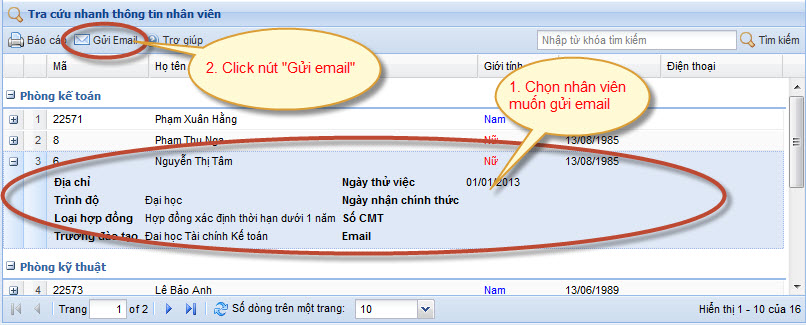 Tra cứu nhanh thông tin nhân viên
Báo cáo Gửi Email Trợ giúp Nhập từ khóa tìm kiếm Tìm kiếm
2. Click nút "Gửi email"
1. Chọn nhân viên
muốn gửi email
Mã Họ tên Giới tính Điện thoại
Phòng kế toán
1 22571 Phạm Xuân Hằng Nam
2 8 Phạm Thu Nga Nữ 13/08/1985
3 6 Nguyễn Thị Tâm Nữ 13/08/1985
Địa chỉ Ngày thử việc 01/01/2013
Trình độ Đại học Ngày nhận chính thức
Loại hợp đồng Hợp đồng xác định thời hạn dưới 1 năm Số CMT
Trường đào tạo Đại học Tài chính Kế toán Email
Phòng kỹ thuật
4 22573 Lê Bảo Anh Nam 13/06/1989
Trang 1 of 2 Số dòng trên một trang: 10 Hiển thị 1 - 10 của 16